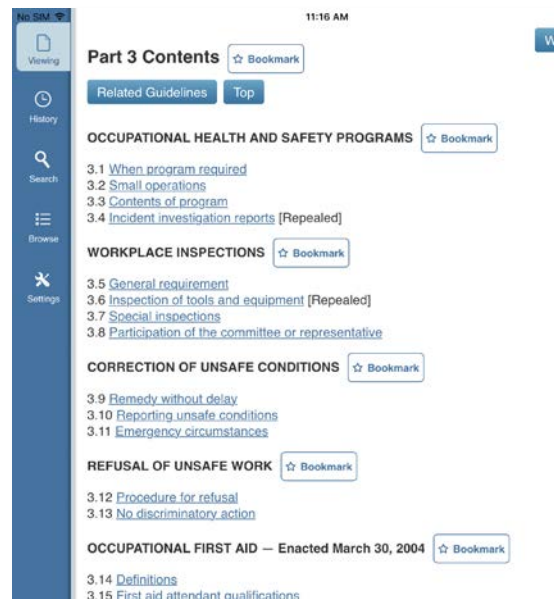 No SIM
11:16 AM
Viewing
History
Search
Browse
Settings
W
Part 3 Contents
Bookmark
Related Guidelines
Top
OCCUPATIONAL HEALTH AND SAFETY PROGRAMS
Bookmark
3.1 When program required
3.2 Small operations
3.3 Contents of program
3.4 Incident investigation reports [Repealed]
WORKPLACE INSPECTIONS
Bookmark
3.5 General requirement
3.6 Inspection of tools and equipment [Repealed]
3.7 Special inspections
3.8 Participation of the committee or representative
CORRECTION OF UNSAFE CONDITIONS
Bookmark
3.9 Remedy without delay
3.10 Reporting unsafe conditions
3.11 Emergency circumstances
REFUSAL OF UNSAFE WORK
Bookmark
3.12 Procedure for refusal
3.13 No discriminatory action
OCCUPATIONAL FIRST AID — Enacted March 30, 2004
Bookmark
3.14 Definitions
3.15 First aid attendant qualifications